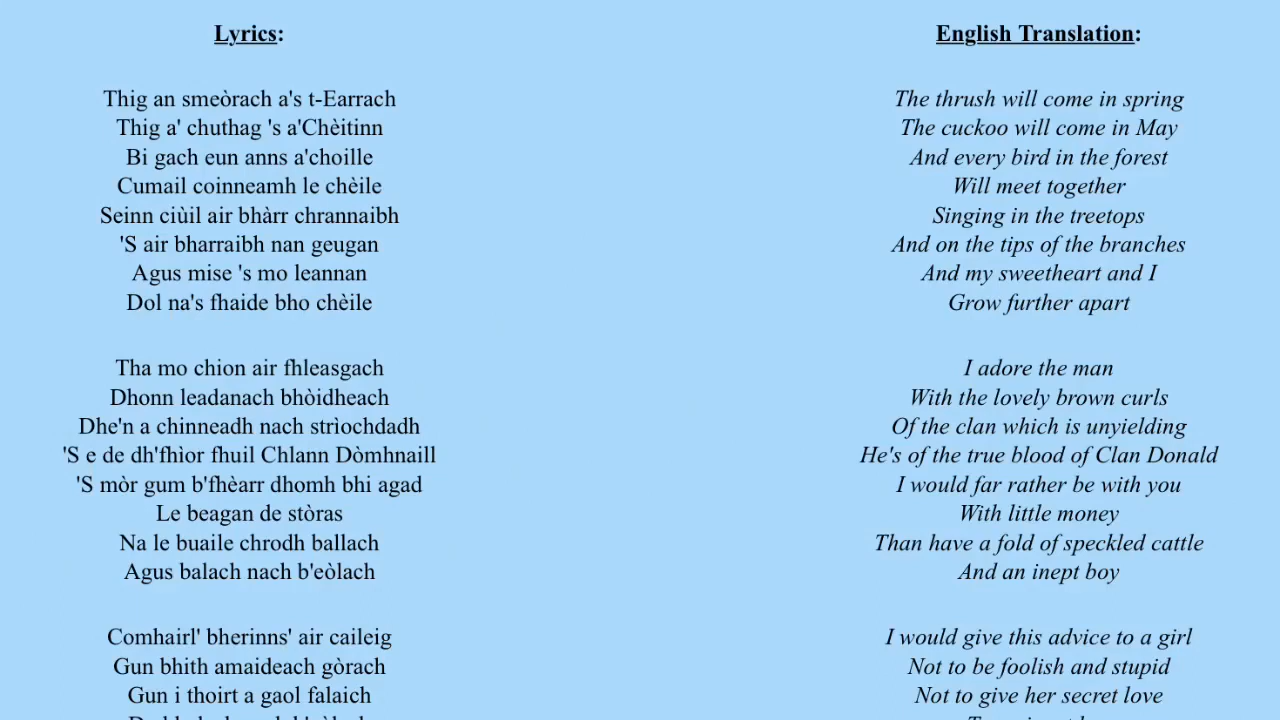 Lyrics:
Thig an smeòrach a's t-Earrach
Thig a' chuthag 's a'Chèitinn
Bi gach eun anns a'choille
Cumail coinneamh le chèile
Seinn ciùil air bhàrr chrannaibh
'S air bharraibh nan geugan
Agus mise 's mo leannan
Dol na's fhaide bho chèile
Tha mo chion air fhleasgach
Dhonn leadanach bhòidheach
Dhe'n a chinneadh nach strìochdadh
'S e de dh'fhìor fhuil Chlann Dòmhnaill
'S mòr gum b'fhèarr dhomh bhi agad
Le beagan de stòras
Na le buaile chrodh ballach
Agus balach nach b'eòlach
Comhairl' bherinns' air caileig
Gun bhith amaideach gòrach
Gun i thoirt a gaol falaich
English Translation:
The thrush will come in spring
The cuckoo will come in May
And every bird in the forest
Will meet together
Singing in the treetops
And on the tips of the branches
And my sweetheart and I
Grow further apart
I adore the man
With the lovely brown curls
Of the clan which is unyielding
He's of the true blood of Clan Donald
I would far rather be with you
With little money
Than have a fold of speckled cattle
And an inept boy
I would give this advice to a girl
Not to be foolish and stupid
Not to give her secret love